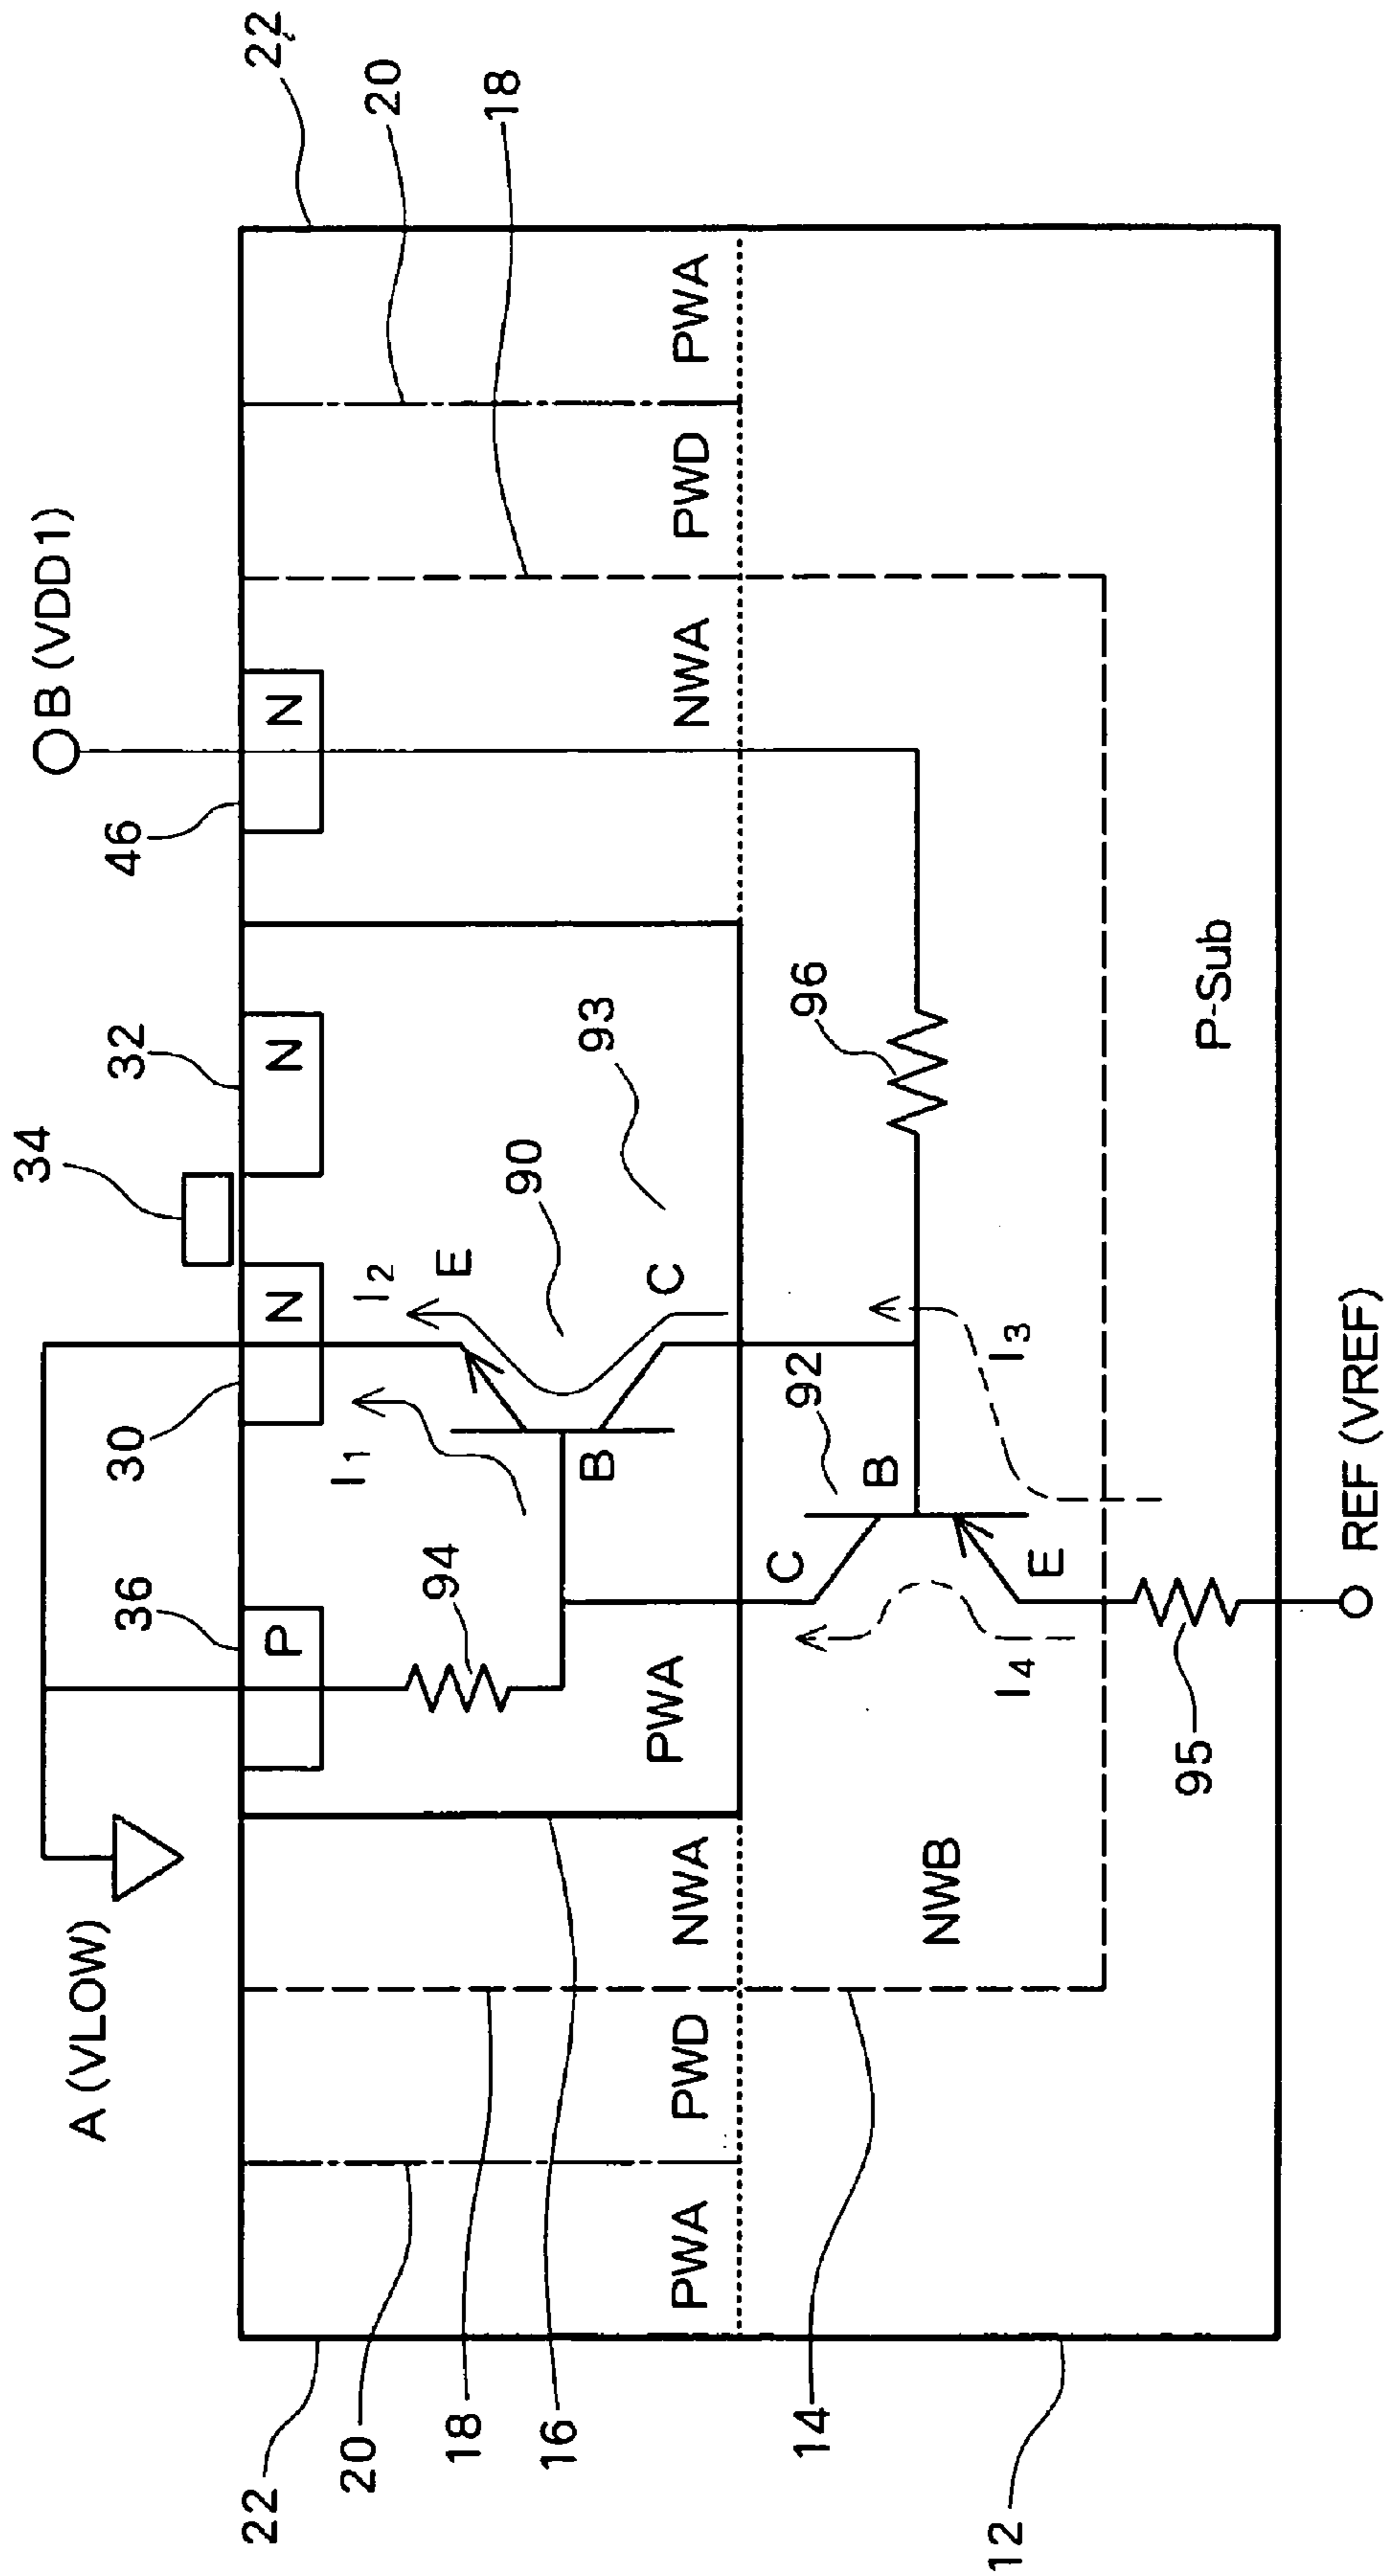 A (VLOW)
B (VDD1)
34
36
30
32
46
22
20
18
P
N
N
N
I1
I2
E
94
90
93
B
C
PWA
PWA
PWD
NWA
NWA
PWD
PWA
C
92
B
96
I3
NWB
I4
E
95
P-Sub
REF (VREF)
22
20
18
16
14
12